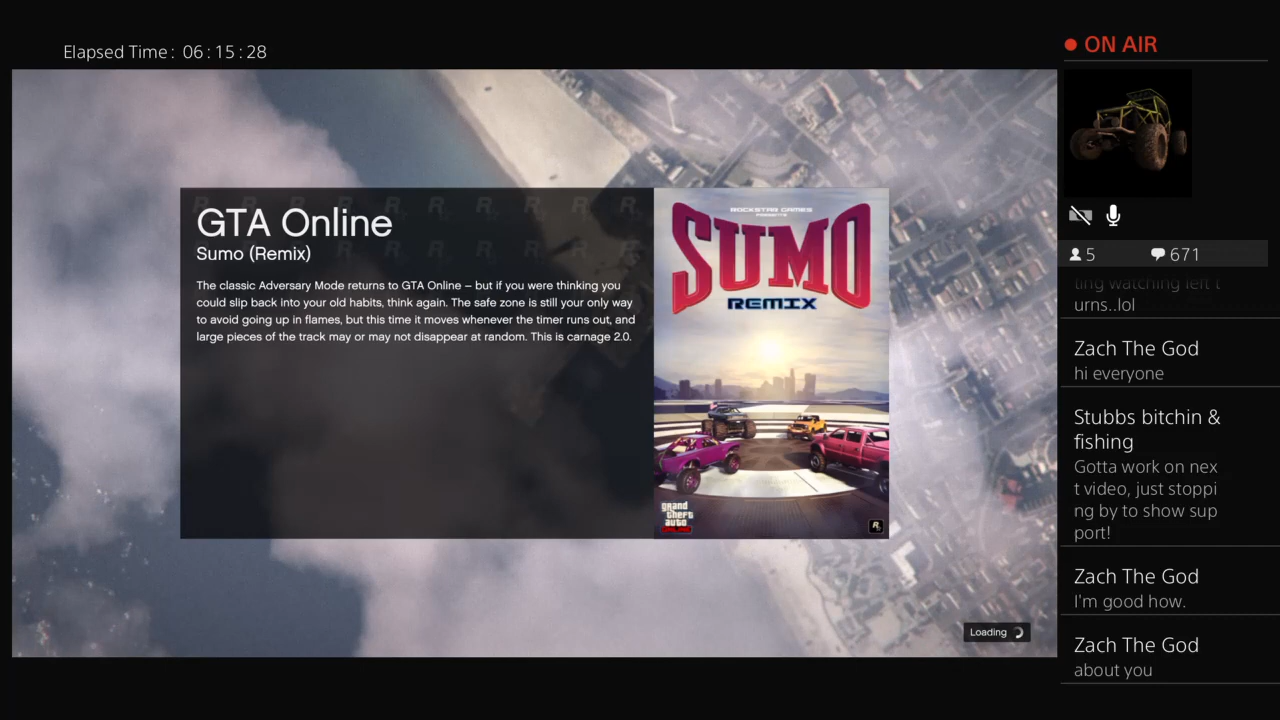 Elapsed Time: 06:15:28
ON AIR
GTA Online
Sumo (Remix)
The classic Adversary Mode returns to GTA Online – but if you were thinking you
could slip back into your old habits, think again. The safe zone is still your only way
to avoid going up in flames, but this time it moves whenever the timer runs out, and
large pieces of the track may or may not disappear at random. This is carnage 2.0.
ROCKSTAR GAMES
PRESENTS
SUMO
REMIX
grand
theft
auto
ONLINE
R
Loading
5
671
ting watching left t
urns..lol
Zach The God
hi everyone
Stubbs bitchin &
fishing
Gotta work on nex
t video, just stoppi
ng by to show sup
port!
Zach The God
I'm good how.
Zach The God
about you